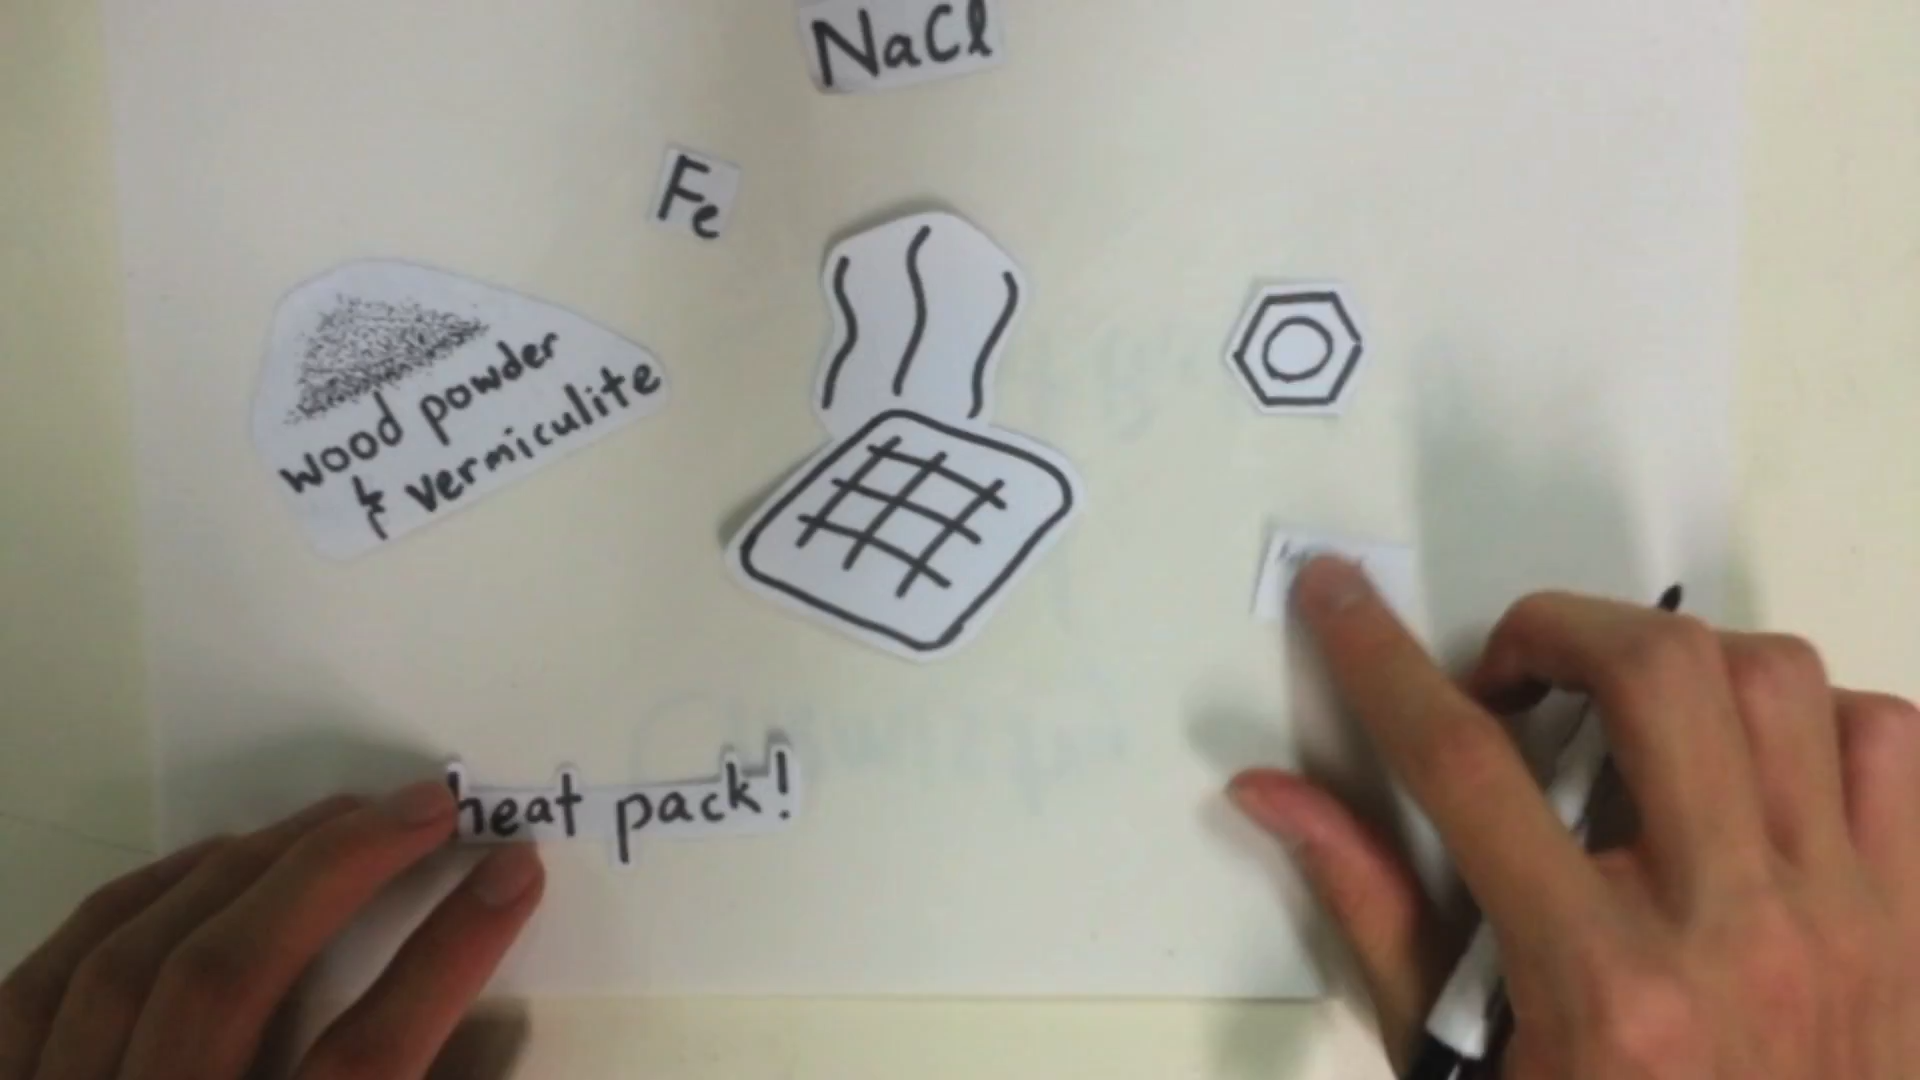 NaCl
Fe
wood powder
& vermiculite
heat pack!